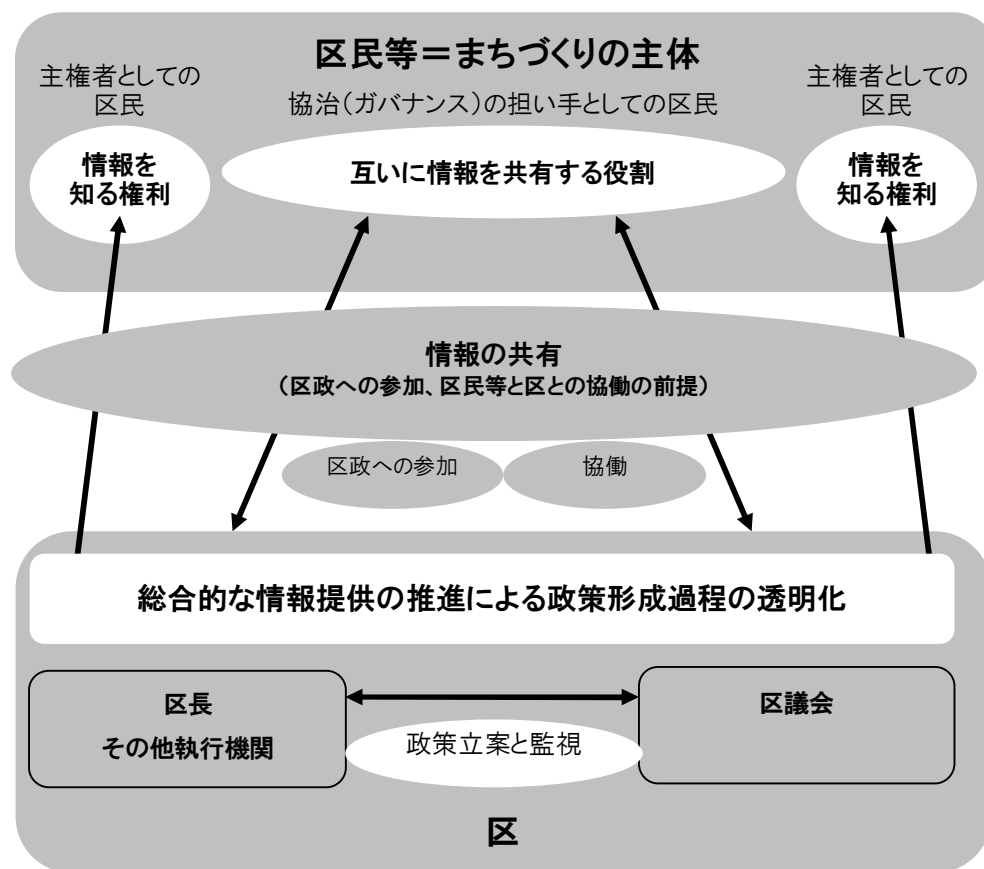 区民等＝まちづくりの主体
主権者としての
区民
協治（ガバナンス）の担い手としての区民
主権者としての
区民
情報を
知る権利
互いに情報を共有する役割
情報を
知る権利
情報の共有
（区政への参加、区民等と区との協働の前提）
区政への参加
協働
総合的な情報提供の推進による政策形成過程の透明化
区長
その他執行機関
政策立案と監視
区議会
区